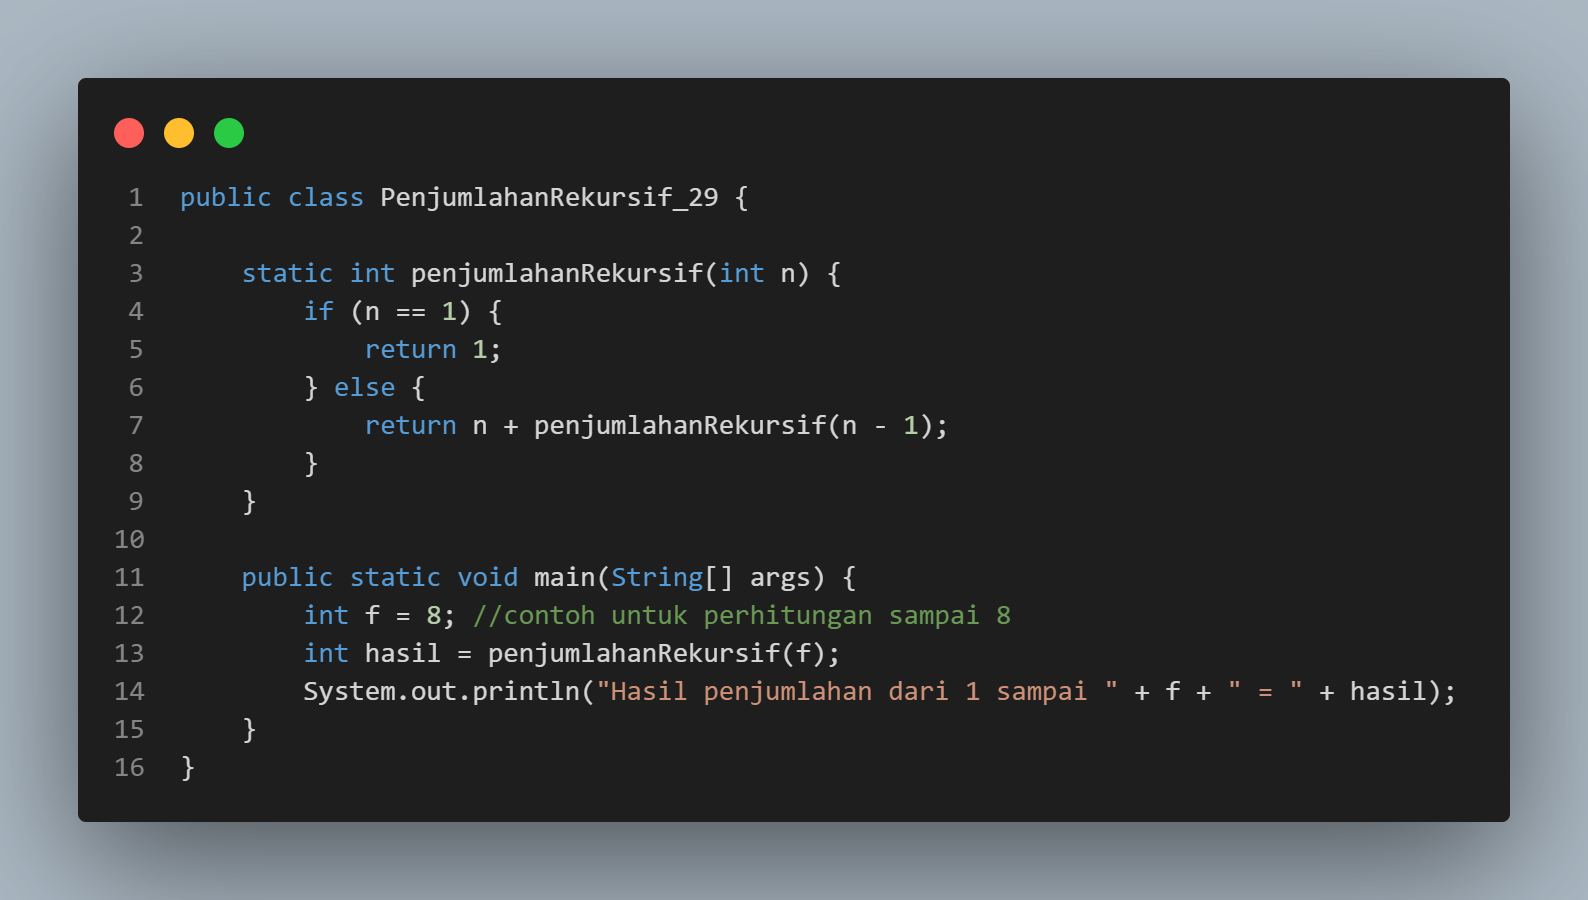 1 public class PenjumlahanRekursif_29 {
2
3     static int penjumlahanRekursif(int n) {
4         if (n == 1) {
5             return 1;
6         } else {
7             return n + penjumlahanRekursif(n - 1);
8         }
9     }
10
11     public static void main(String[] args) {
12         int f = 8; //contoh untuk perhitungan sampai 8
13         int hasil = penjumlahanRekursif(f);
14         System.out.println("Hasil penjumlahan dari 1 sampai " + f + " = " + hasil);
15     }
16 }